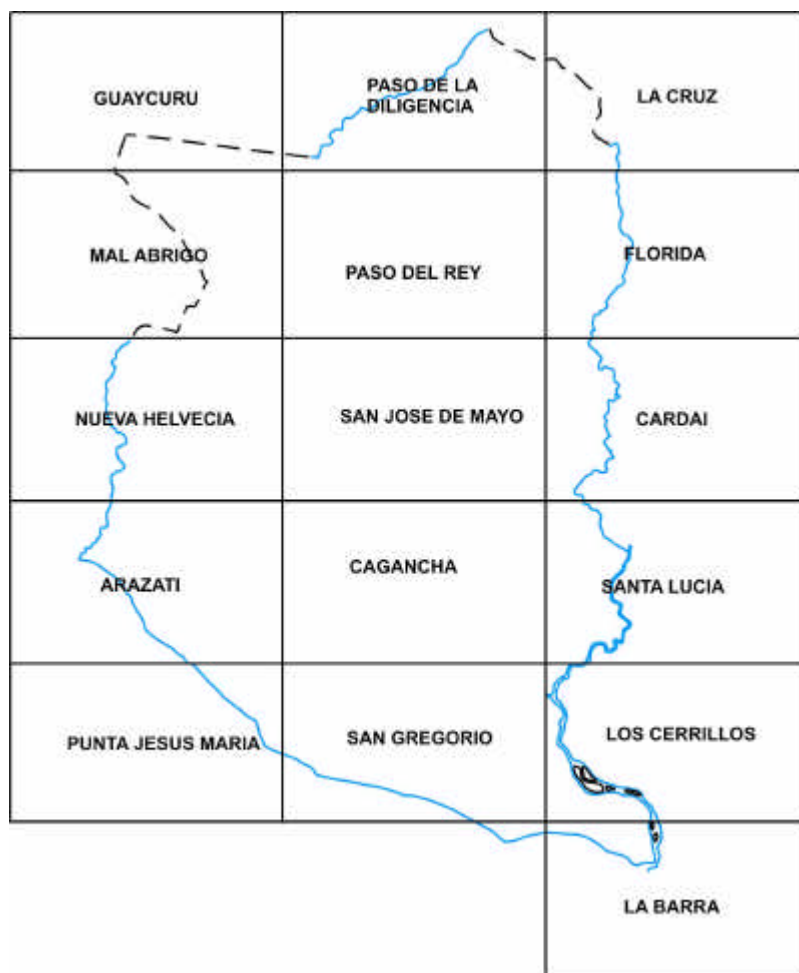 GUAYCURU
PASO DE LA
DILIGENCIA
LA CRUZ
MAL ABRIGO
PASO DEL REY
FLORIDA
NUEVA HELVECIA
SAN JOSE DE MAYO
CARDAI
ARAZATI
CAGANCHA
SANTA LUCIA
PUNTA JESUS MARIA
SAN GREGORIO
LOS CERRILLOS
LA BARRA